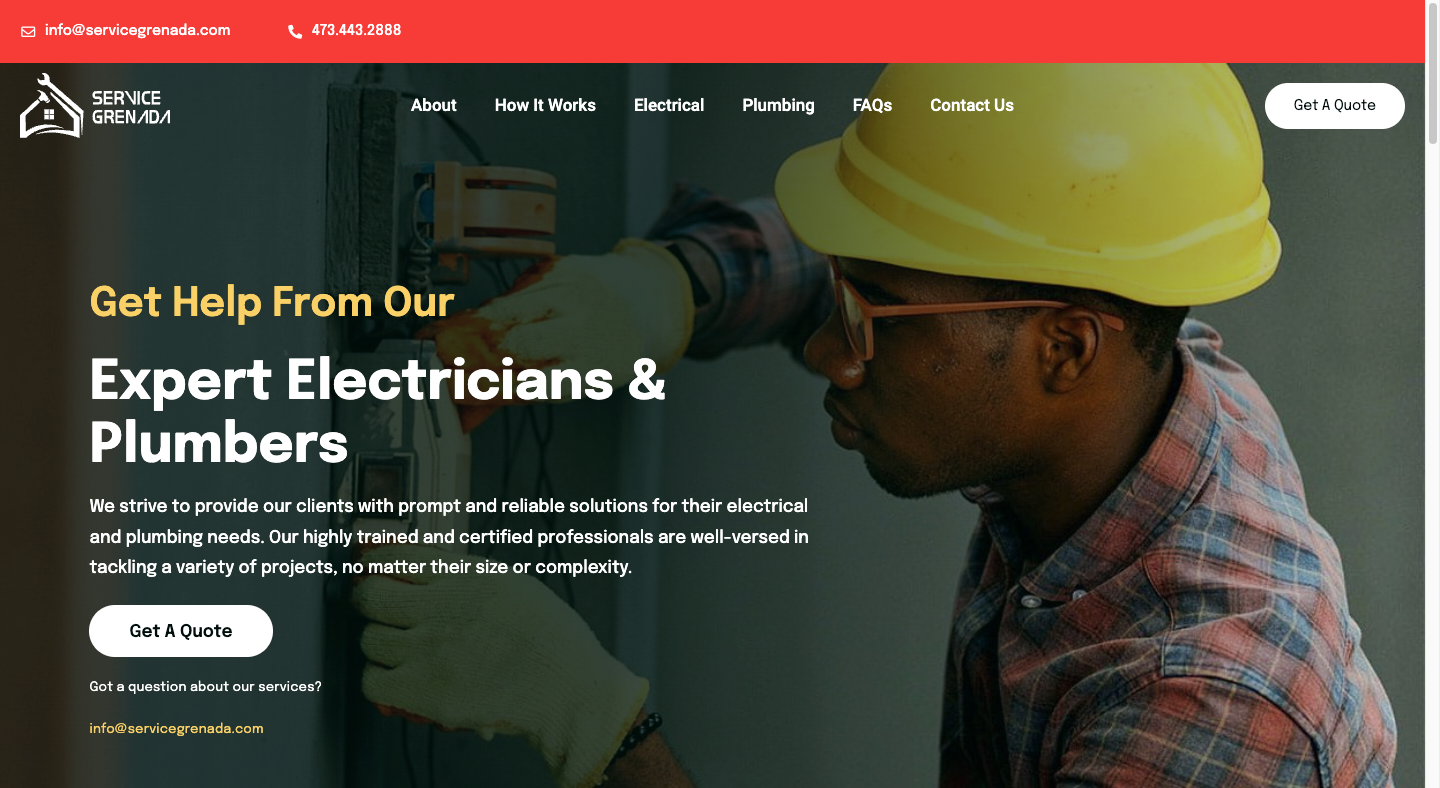 info@servicegrenada.com
473.443.2888
SERVICE
GRENADA
About
How It Works
Electrical
Plumbing
FAQs
Contact Us
Get A Quote
Get Help From Our
Expert Electricians &
Plumbers
We strive to provide our clients with prompt and reliable solutions for their electrical
and plumbing needs. Our highly trained and certified professionals are well-versed in
tackling a variety of projects, no matter their size or complexity.
Get A Quote
Got a question about our services?
info@servicegrenada.com